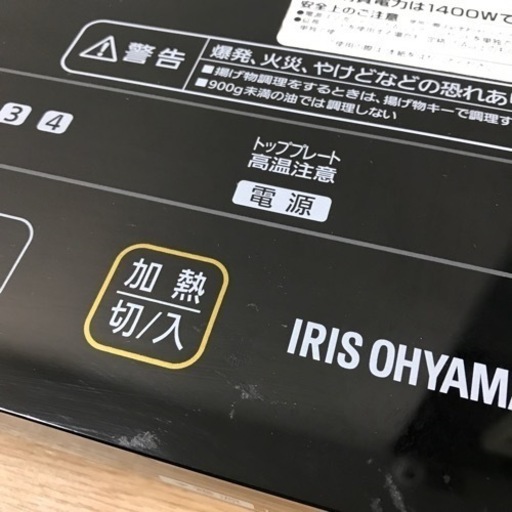 費電力は1400Wで
安全上のご注意
警告
爆発、火災、やけどなどの恐れあり
■揚げ物調理をするときは、揚げ物キーで調理す
■900g未満の油では調理しない
3 4
トッププレート
高温注意
電源
加熱
切/入
IRIS OHYAMA